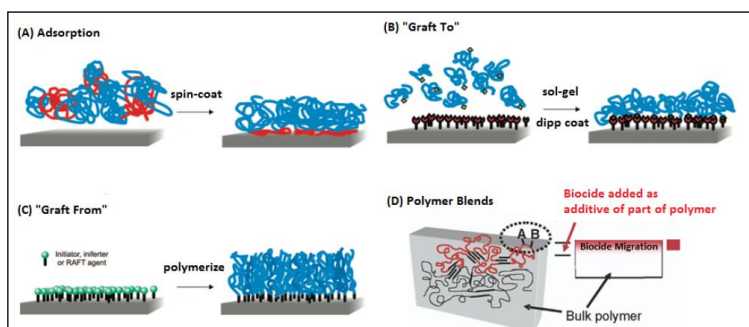 (A) Adsorption
spin-coat
(B) "Graft To"
sol-gel
dipp coat
(C) "Graft From"
Initiator, iniferter
or RAFT agent
polymerize
(D) Polymer Blends
Biocide added as
additive of part of polymer
A B
Biocide Migration
Bulk polymer